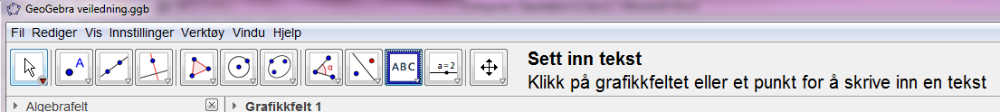 GeoGebra veiledning.ggb
Fil Rediger Vis Innstillinger Verktøy Vindu Hjelp
A
α
ABC
a=2
Sett inn tekst
Klikk på grafikkfeltet eller et punkt for å skrive inn en tekst
Algebrafelt
Grafikkfelt 1